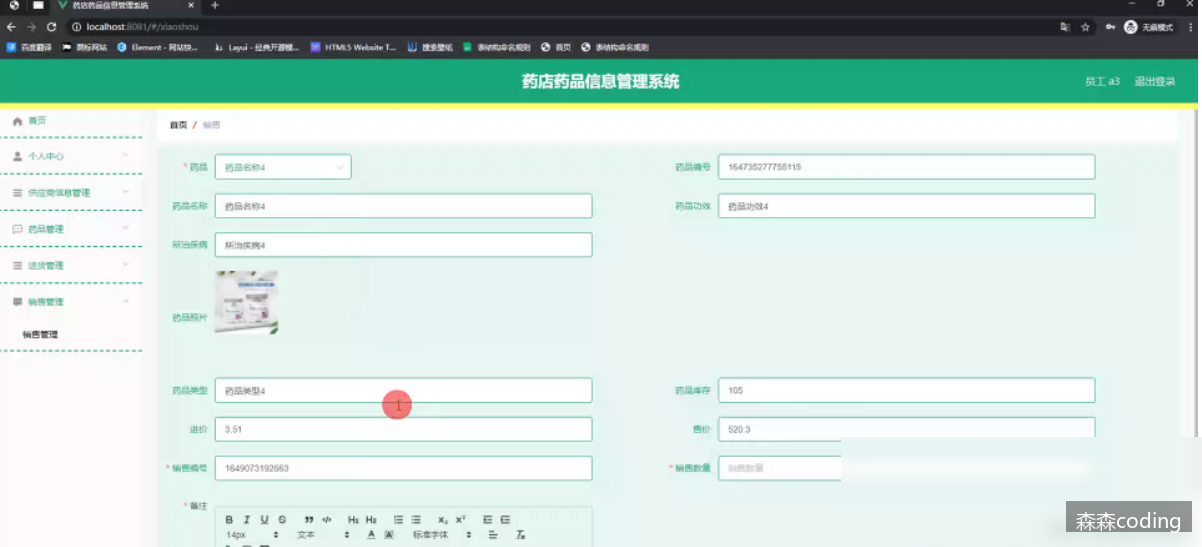 药店药品信息管理系统
localhost:8081/#/xiaoshou
无痕模式
百度翻译
翻标网站
Element - 网站快...
Layui - 经典开源模...
HTML5 Website T...
搜索壁纸
表结构命名规则
首页
表结构命名规则
药店药品信息管理系统
员工 a3
退出登录
首页
个人中心
供应商信息管理
药品管理
进货管理
销售管理
销售管理
首页 / 销售
* 药品
药品名称4
药品编号
164735277755115
药品名称
药品名称4
药品功效
药品功效4
所治疾病
所治疾病4
药品照片
药品类型
药品类型4
药品库存
105
进价
3.51
售价
520.3
* 销售编号
1649073192663
* 销售数量
销售数量
* 备注
B I U S
H1 H2
X2 X2
14px
文本
A
标准字体
森森coding